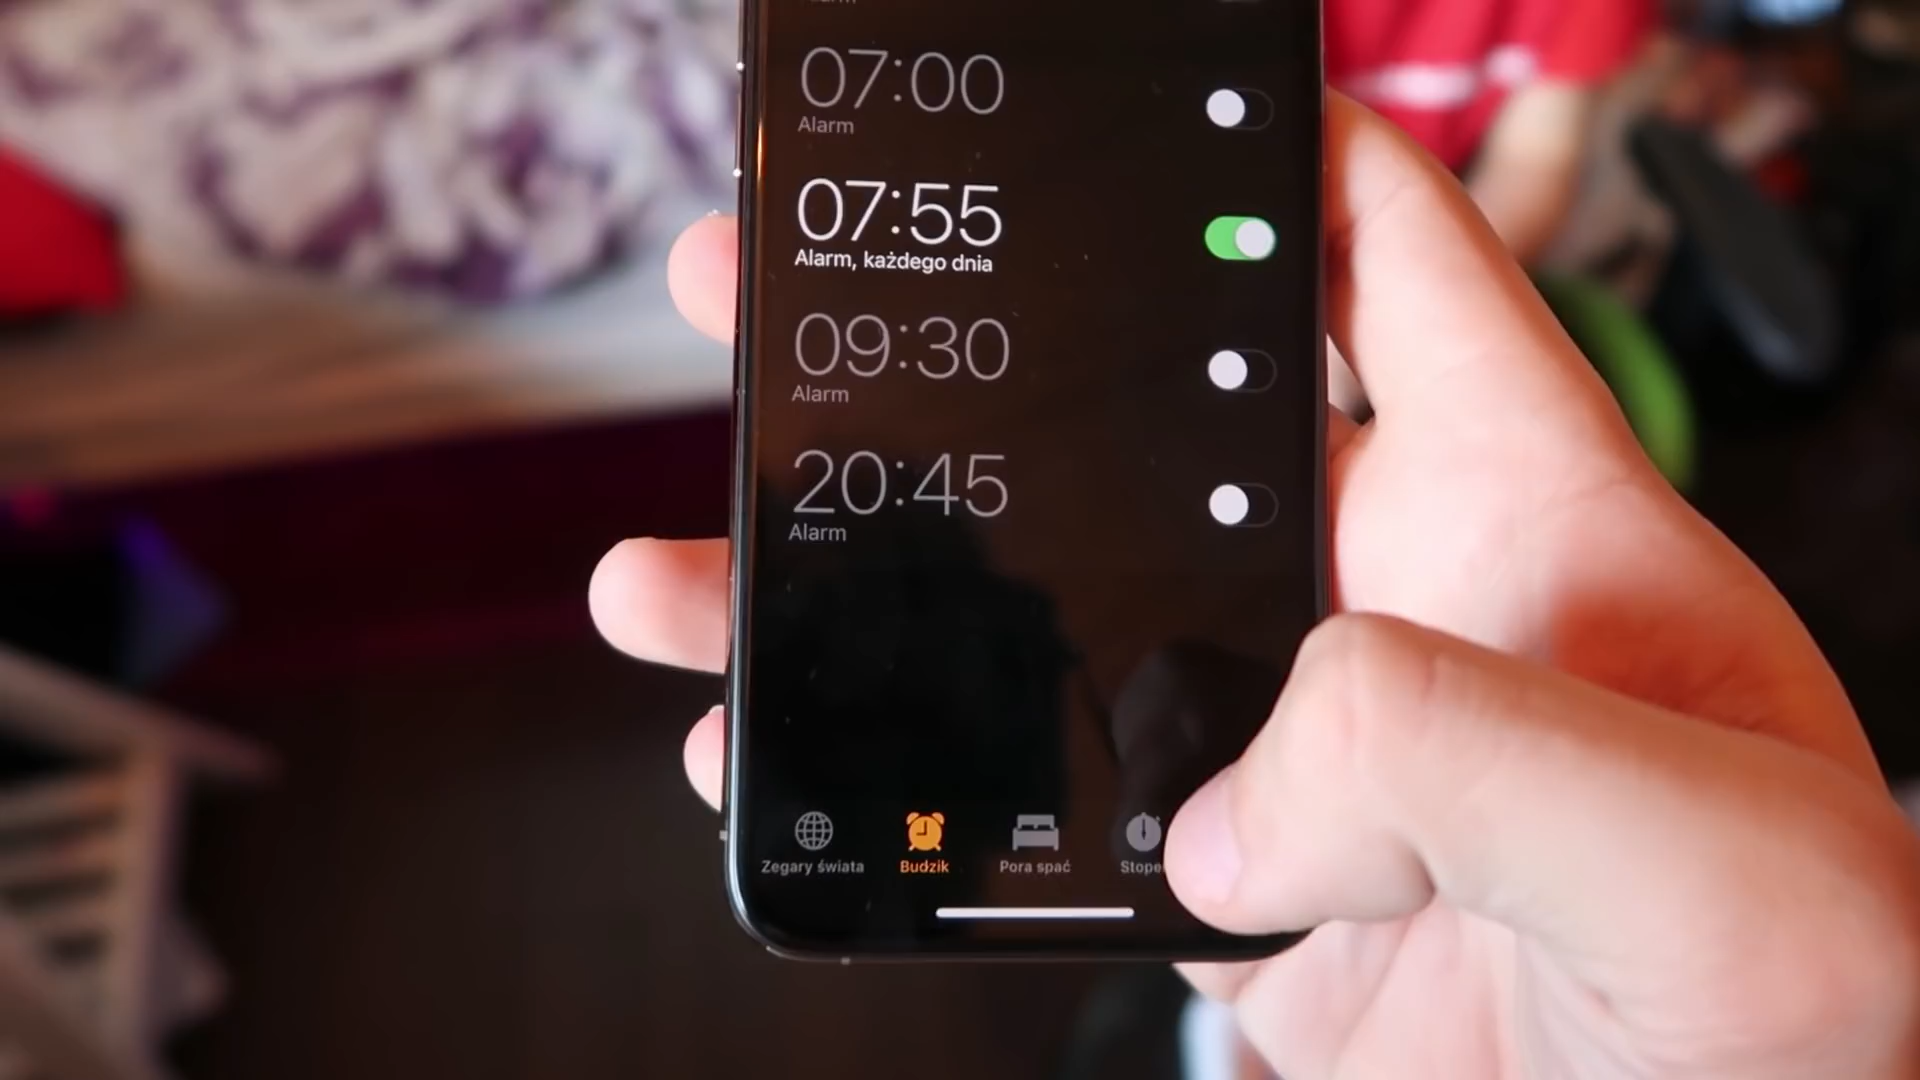 07:00
Alarm
07:55
Alarm, każdego dnia
09:30
Alarm
20:45
Alarm
Zegary świata
Budzik
Pora spać